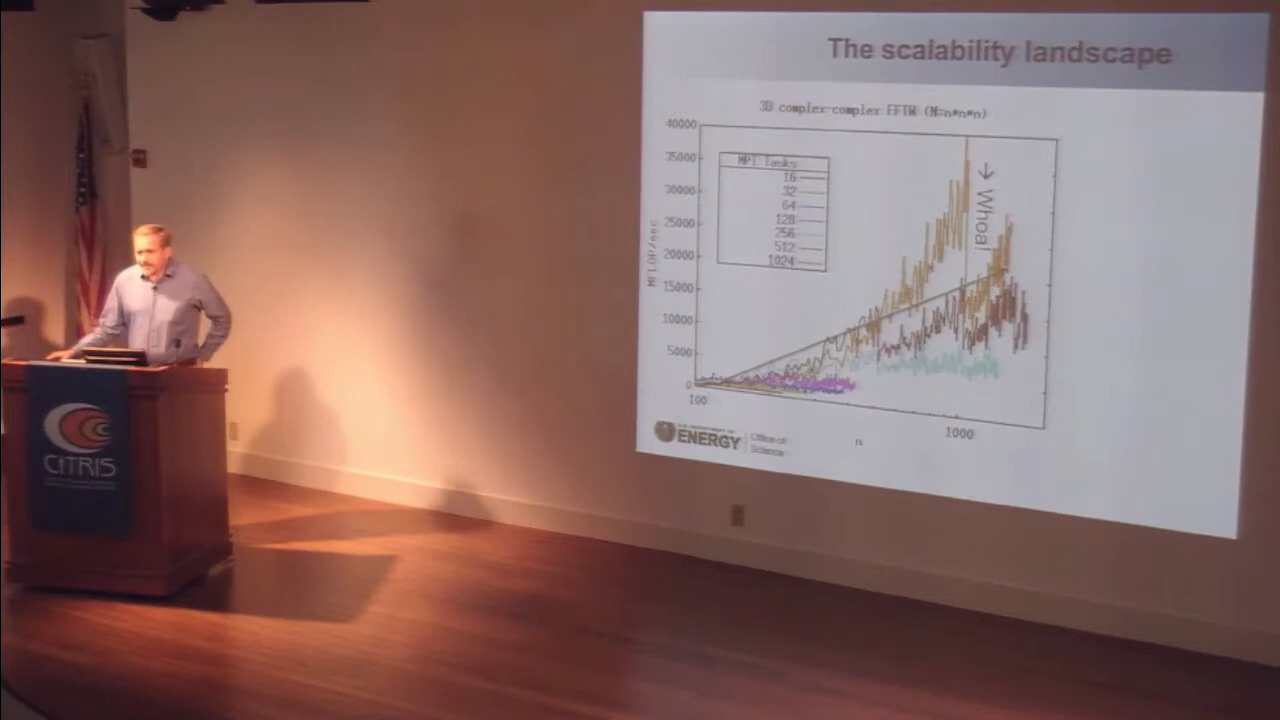 The scalability landscape
3D complex-complex FFTW (N=n*n*n)
40000
35000
30000
25000
20000
15000
10000
5000
0
MFLOP/sec
MPI Tasks
16
32
64
128
256
512
1024
→ Whoa!
100
1000
n
ENERGY
Office of
Science
CITRIS